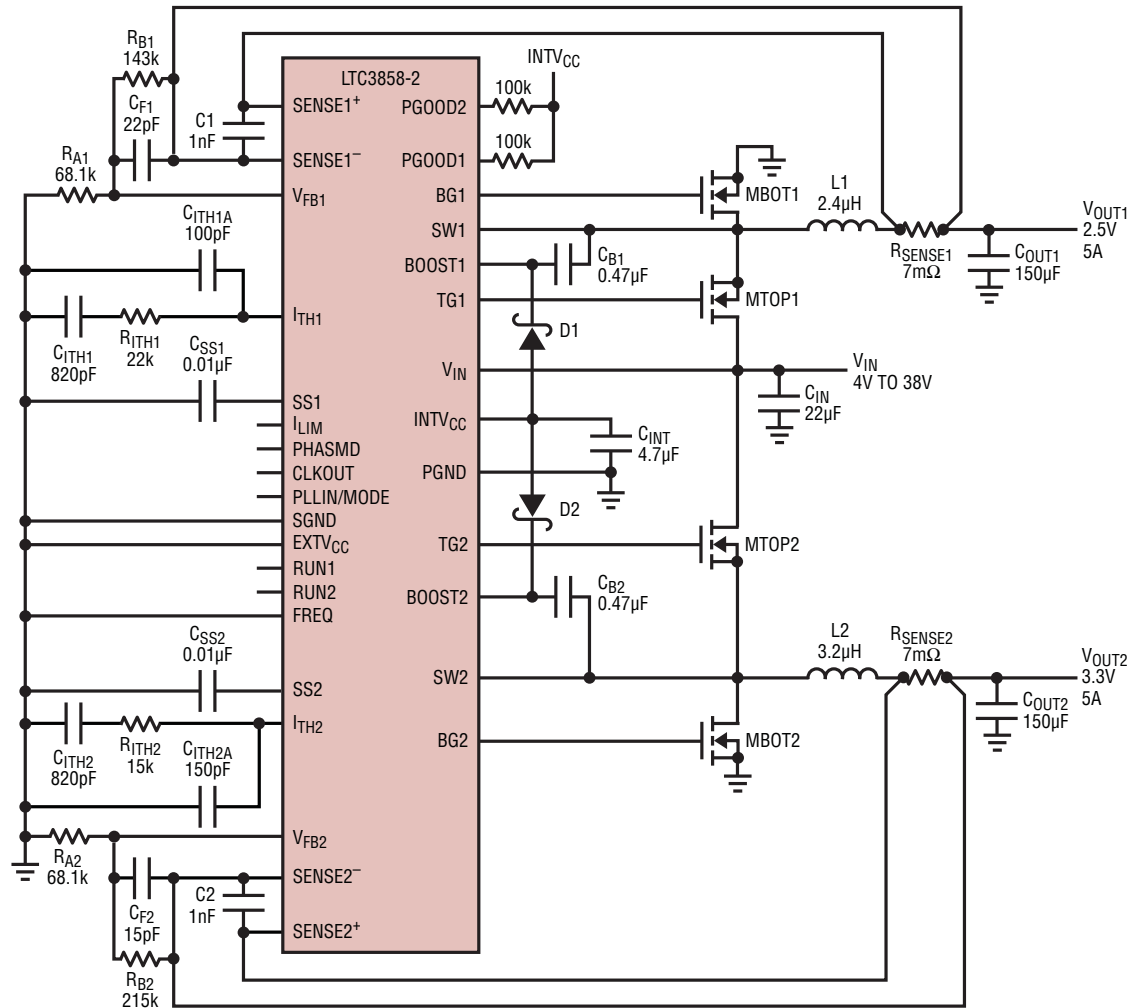 RB1
143k
CF1
22pF
RA1
68.1k
C1
1nF
LTC3858-2
SENSE1+
SENSE1–
VFB1
CITH1A
100pF
ITH1
CITH1
820pF
RITH1
22k
CSS1
0.01µF
SS1
ILIM
PHASMD
CLKOUT
PLLIN/MODE
SGND
EXTVCC
RUN1
RUN2
FREQ
CSS2
0.01µF
SS2
ITH2
CITH2
820pF
RITH2
15k
CITH2A
150pF
VFB2
RA2
68.1k
SENSE2–
CF2
15pF
C2
1nF
SENSE2+
RB2
215k
PGOOD2
PGOOD1
BG1
SW1
BOOST1
TG1
VIN
INTVCC
PGND
TG2
BOOST2
SW2
BG2
INTVCC
100k
100k
MBOT1
L1
2.4µH
RSENSE1
7mΩ
VOUT1
2.5V
5A
COUT1
150µF
CB1
0.47µF
MTOP1
D1
VIN
4V TO 38V
CIN
22µF
CINT
4.7µF
D2
MTOP2
CB2
0.47µF
L2
3.2µH
RSENSE2
7mΩ
VOUT2
3.3V
5A
COUT2
150µF
MBOT2